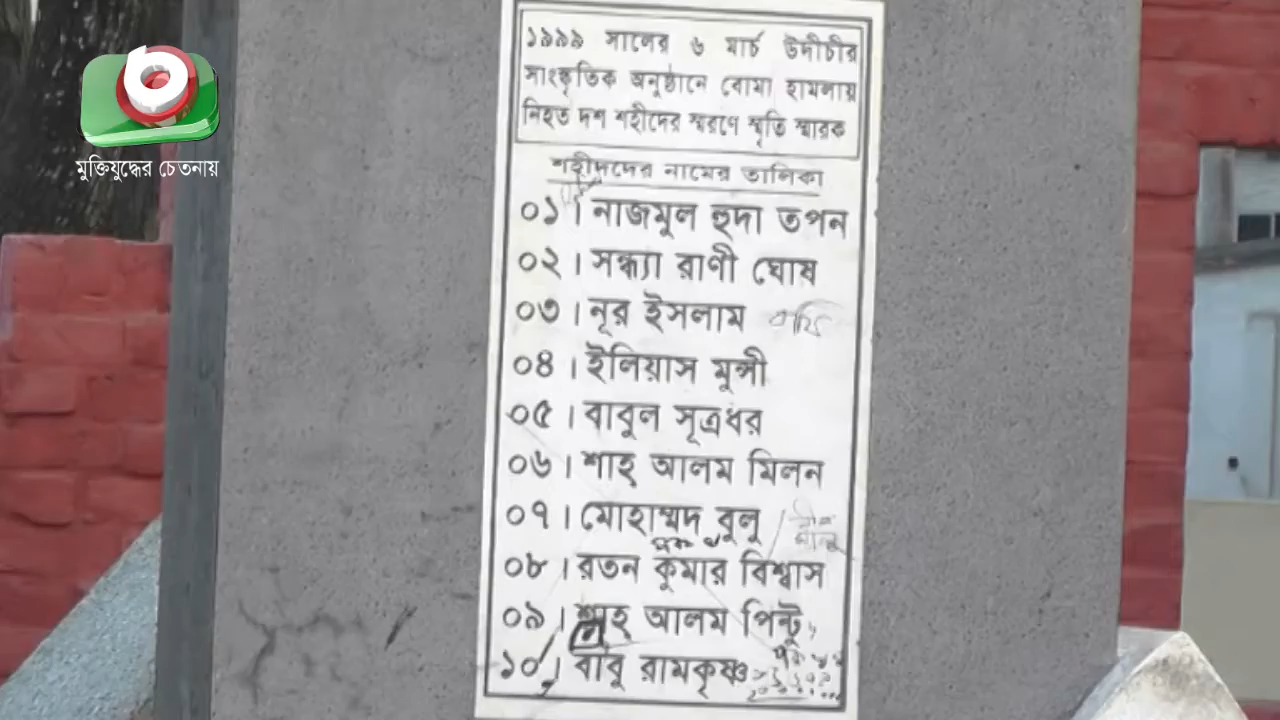 মুক্তিযুদ্ধের চেতনায়
১৯৯৯ সালের ৬ মার্চ উদীচীর
সাংস্কৃতিক অনুষ্ঠানে বোমা হামলায়
নিহত দশ শহীদের স্মরণে স্মৃতি স্মারক
শহীদদের নামের তালিকা
০১। নাজমুল হুদা তপন
০২। সন্ধ্যা রাণী ঘোষ
০৩। নূর ইসলাম
০৪। ইলিয়াস মুন্সী
০৫। বাবুল সূত্রধর
০৬। শাহ আলম মিলন
০৭। মোহাম্মদ বুলু
০৮। রতন কুমার বিশ্বাস
০৯। শাহ আলম পিন্টু
১০। বাবু রামকৃষ্ণ